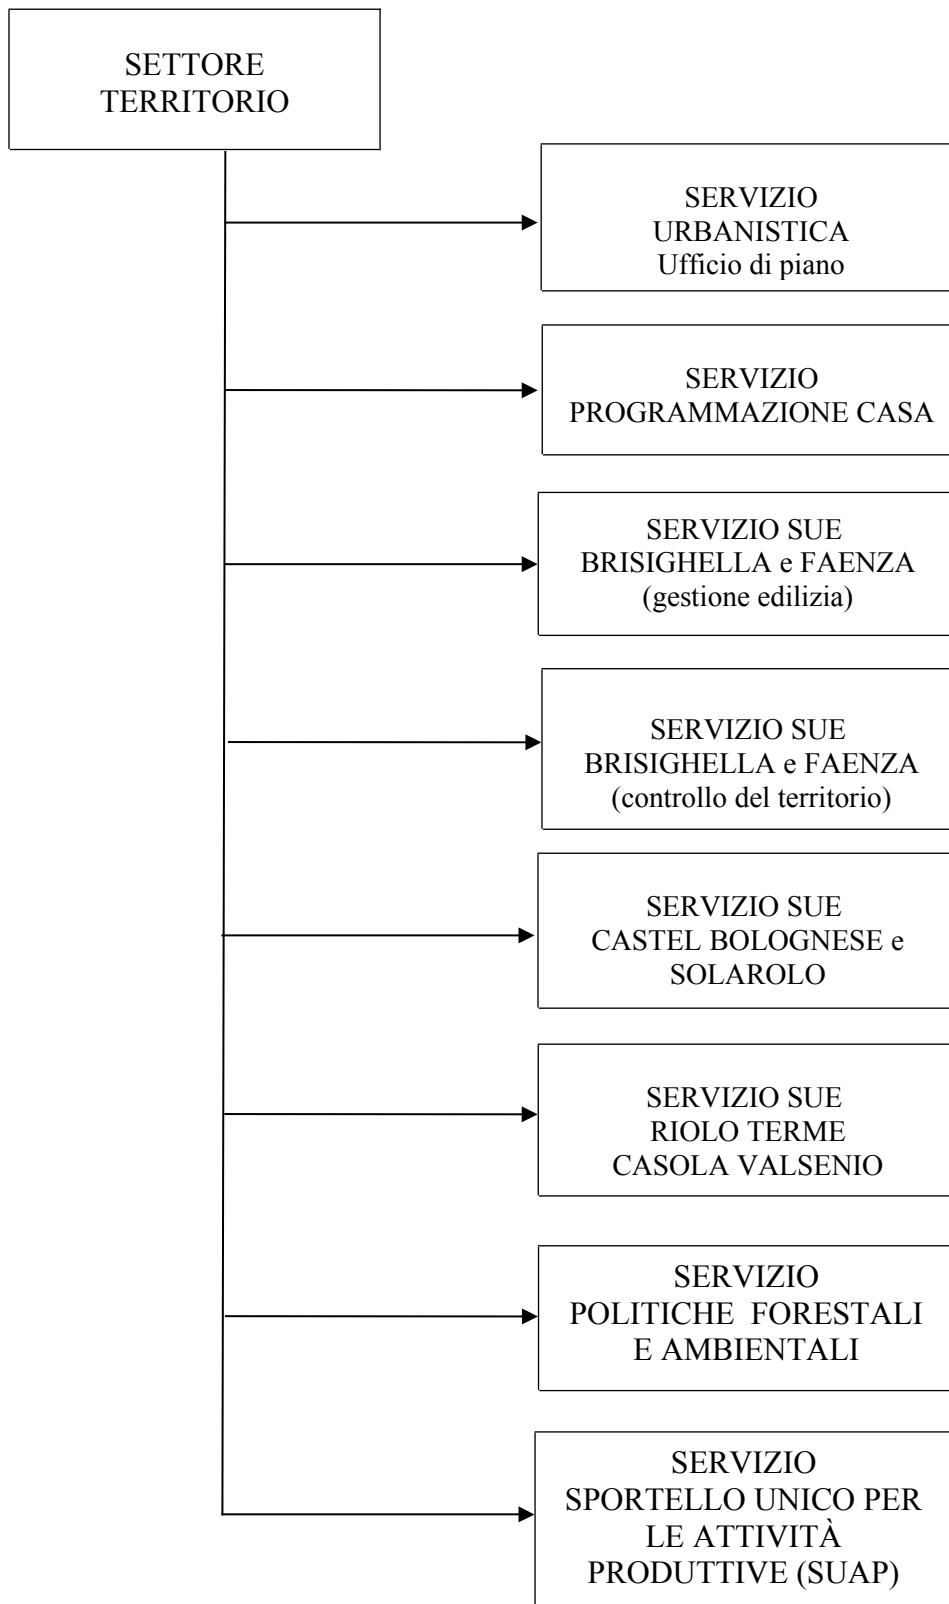 SETTORE
TERRITORIO
SERVIZIO
URBANISTICA
Ufficio di piano
SERVIZIO
PROGRAMMAZIONE CASA
SERVIZIO SUE
BRISIGHELLA e FAENZA
(gestione edilizia)
SERVIZIO SUE
BRISIGHELLA e FAENZA
(controllo del territorio)
SERVIZIO SUE
CASTEL BOLOGNESE e
SOLAROLO
SERVIZIO SUE
RIOLO TERME
CASOLA VALSENIO
SERVIZIO
POLITICHE FORESTALI
E AMBIENTALI
SERVIZIO
SPORTELLO UNICO PER
LE ATTIVITÀ
PRODUTTIVE (SUAP)